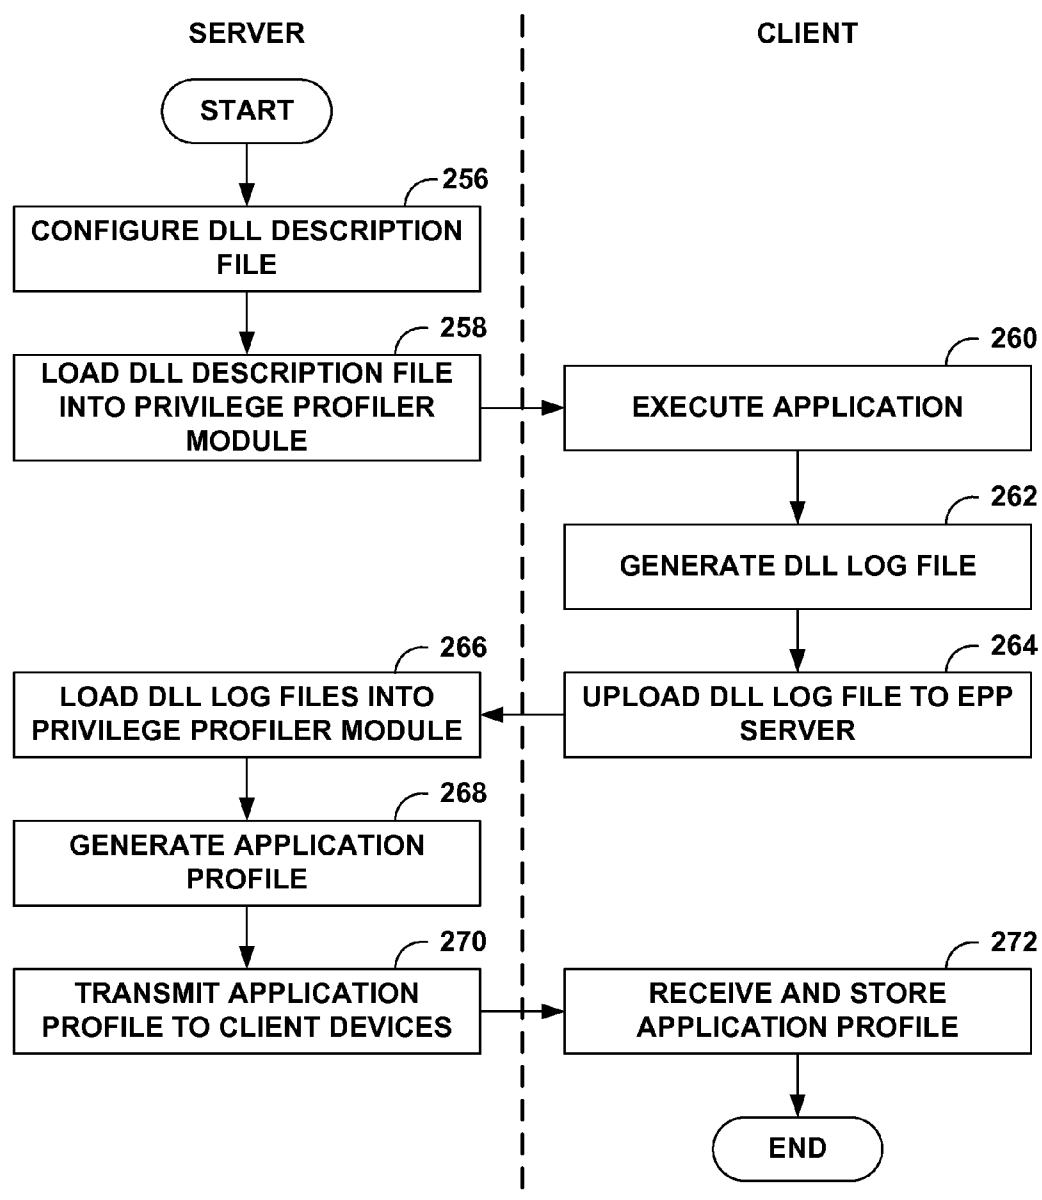 SERVER
CLIENT
START
256
CONFIGURE DLL DESCRIPTION
FILE
258
LOAD DLL DESCRIPTION FILE
INTO PRIVILEGE PROFILER
MODULE
260
EXECUTE APPLICATION
262
GENERATE DLL LOG FILE
264
UPLOAD DLL LOG FILE TO EPP
SERVER
266
LOAD DLL LOG FILES INTO
PRIVILEGE PROFILER MODULE
268
GENERATE APPLICATION
PROFILE
270
TRANSMIT APPLICATION
PROFILE TO CLIENT DEVICES
272
RECEIVE AND STORE
APPLICATION PROFILE
END